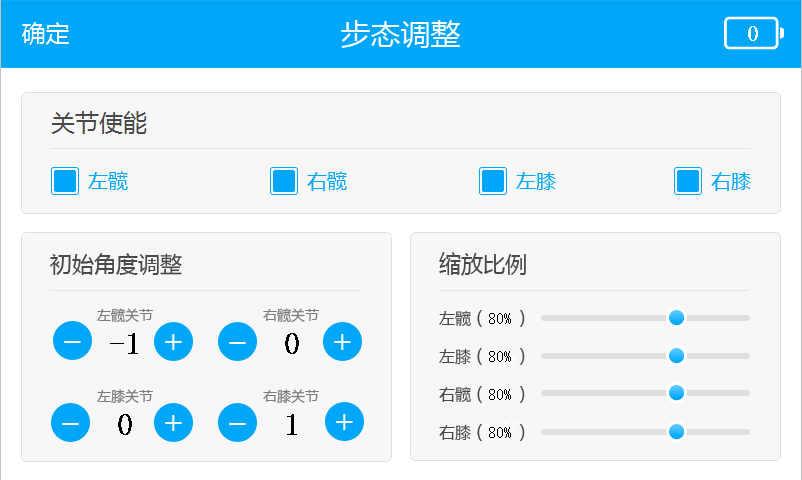 确定 步态调整 0
关节使能
左髋 右髋 左膝 右膝
初始角度调整
左髋关节 右髋关节
− -1 + − 0 +
左膝关节 右膝关节
− 0 + − 1 +
缩放比例
左髋 ( 80% )
左膝 ( 80% )
右髋 ( 80% )
右膝 ( 80% )